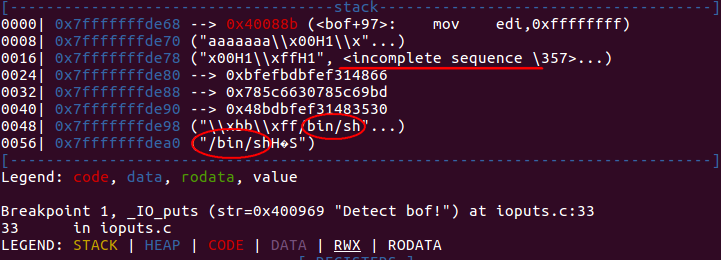 [------------------------------------stack-------------------------------------]
0000| 0x7fffffffde68 --> 0x40088b (<bof+97>:	mov    edi,0xffffffff)
0008| 0x7fffffffde70 ("aaaaaaa\\x00H1\\x"...)
0016| 0x7fffffffde78 ("x00H1\\xffH1", <incomplete sequence \357>...)
0024| 0x7fffffffde80 --> 0xbfefbdbfef314866
0032| 0x7fffffffde88 --> 0x785c6630785c69bd
0040| 0x7fffffffde90 --> 0x48bdbfef31483530
0048| 0x7fffffffde98 ("\\xbb\\xff/bin/sh"...)
0056| 0x7fffffffdea0 ("/bin/shH�S")
[------------------------------------------------------------------------------]
Legend: code, data, rodata, value

Breakpoint 1, _IO_puts (str=0x400969 "Detect bof!") at ioputs.c:33
33	in ioputs.c
LEGEND: STACK | HEAP | CODE | DATA | RWX | RODATA
[ REGISTERS ]